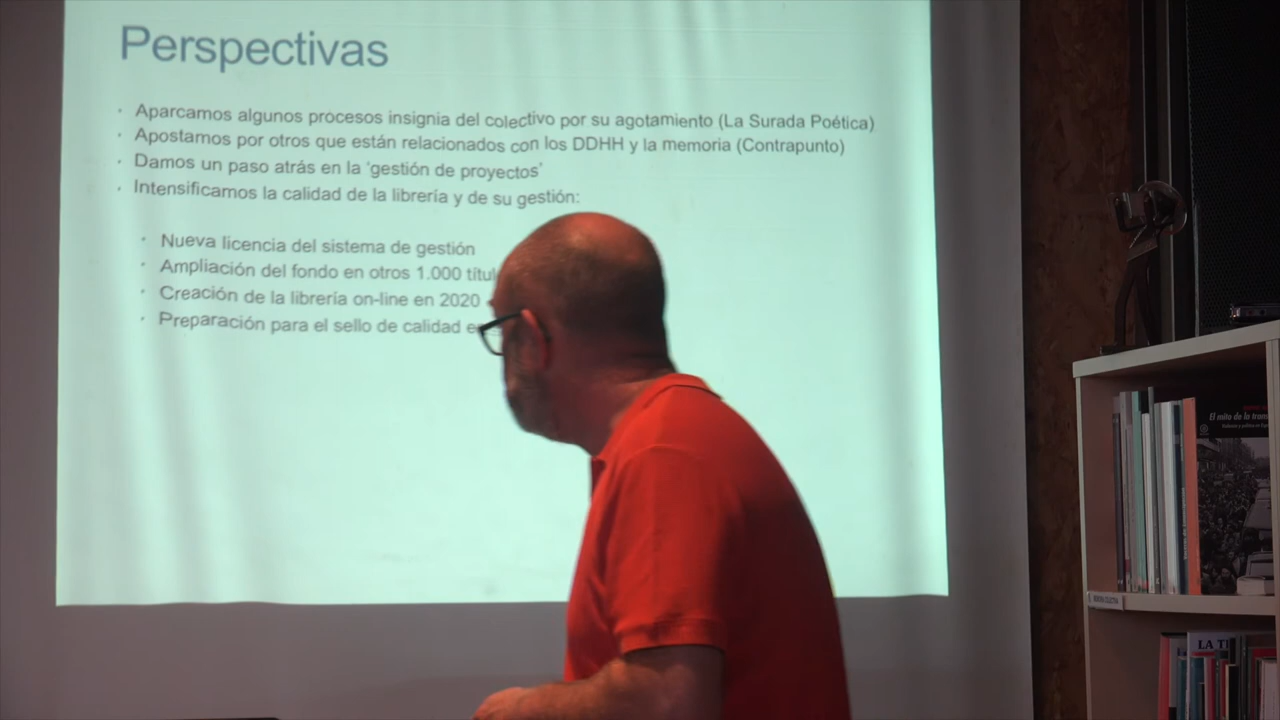 Perspectivas
· Aparcamos algunos procesos insignia del colectivo por su agotamiento (La Surada Poética)
· Apostamos por otros que están relacionados con los DDHH y la memoria (Contrapunto)
· Damos un paso atrás en la 'gestión de proyectos'
· Intensificamos la calidad de la librería y de su gestión:
· Nueva licencia del sistema de gestión
· Ampliación del fondo en otros 1.000
· Creación de la librería on-line en 2020
· Preparación para el sello de calidad
El mito de la
LA